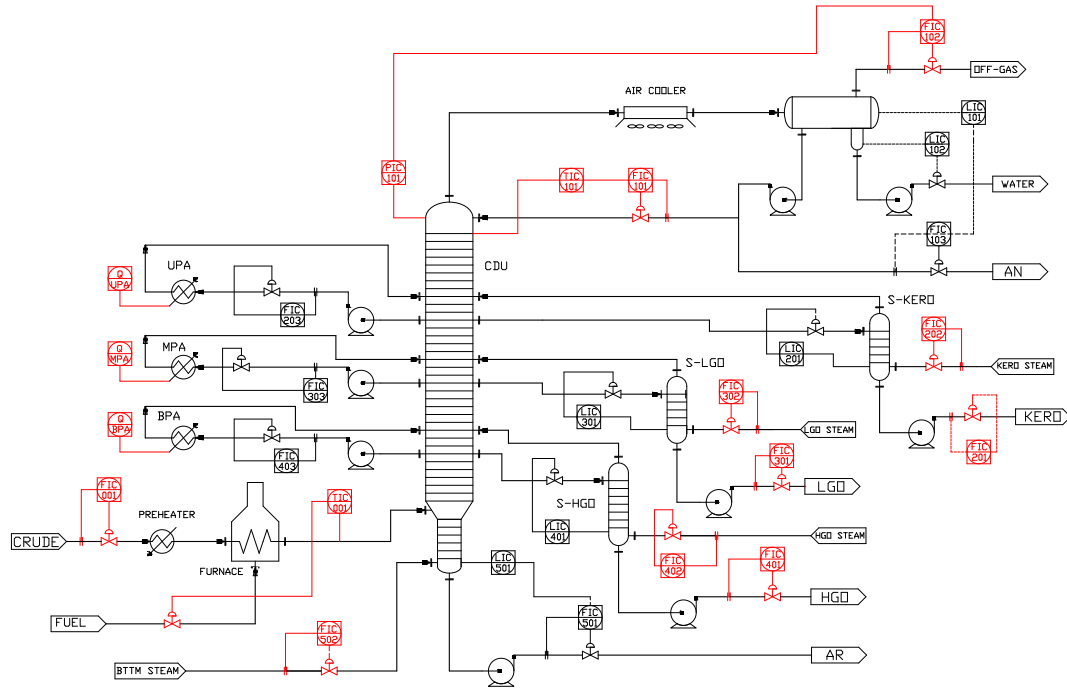 FIC
102
OFF-GAS
AIR COOLER
LIC
101
LIC
102
PIC
101
TIC
101
FIC
101
WATER
FIC
103
AN
CDU
UPA
Q
UPA
FIC
203
S-KERO
FIC
202
LIC
201
KERO STEAM
MPA
Q
MPA
FIC
303
S-LGO
FIC
302
LIC
301
LGO STEAM
KERO
FIC
201
BPA
Q
BPA
FIC
403
FIC
301
LGO
S-HGO
LIC
401
HGO STEAM
FIC
402
FIC
001
TIC
001
PREHEATER
CRUDE
FURNACE
LIC
501
FIC
401
HGO
FUEL
FIC
502
FIC
501
BTTM STEAM
AR